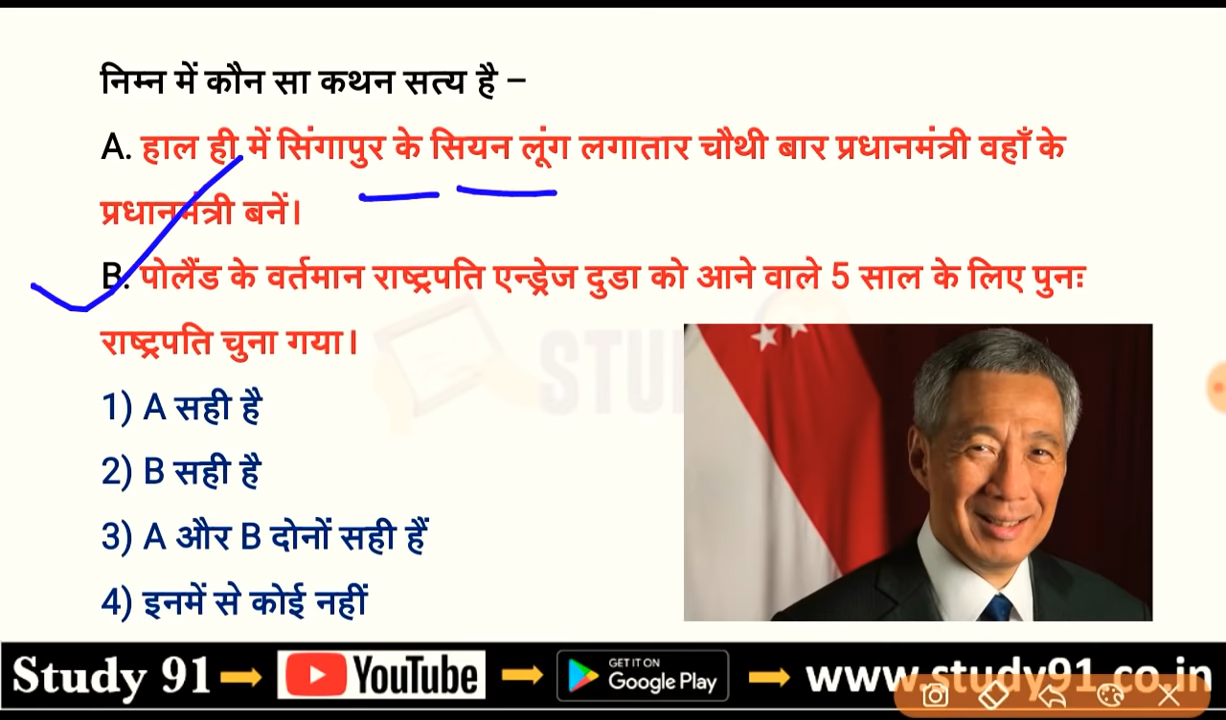 निम्न में कौन सा कथन सत्य है –
A. हाल ही में सिंगापुर के सियन लूंग लगातार चौथी बार प्रधानमंत्री वहाँ के
प्रधानमंत्री बनें।
B. पोलैंड के वर्तमान राष्ट्रपति एन्ड्रेज दुडा को आने वाले 5 साल के लिए पुनः
राष्ट्रपति चुना गया।
STU
1) A सही है
2) B सही है
3) A और B दोनों सही हैं
4) इनमें से कोई नहीं
Study 91 YouTube GET IT ON Google Play www.study91.co.in